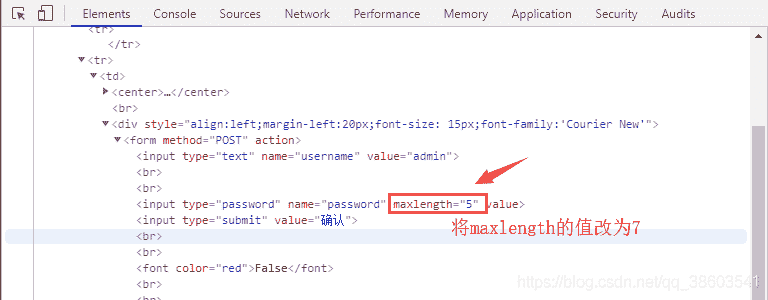 Elements Console Sources Network Performance Memory Application Security Audits
<tr>
</tr>
▼<tr>
▼<td>
▶<center>…</center>
<br>
▼<div style="align:left;margin-left:20px;font-size: 15px;font-family:'Courier New'">
▼<form method="POST" action>
<input type="text" name="username" value="admin">
<br>
<br>
<input type="password" name="password" maxlength="5" value>
<input type="submit" value="确认">
将maxlength的值改为7
<br>
<br>
<font color="red">False</font>
<br>
https://blog.csdn.net/qq_38603541
<br>